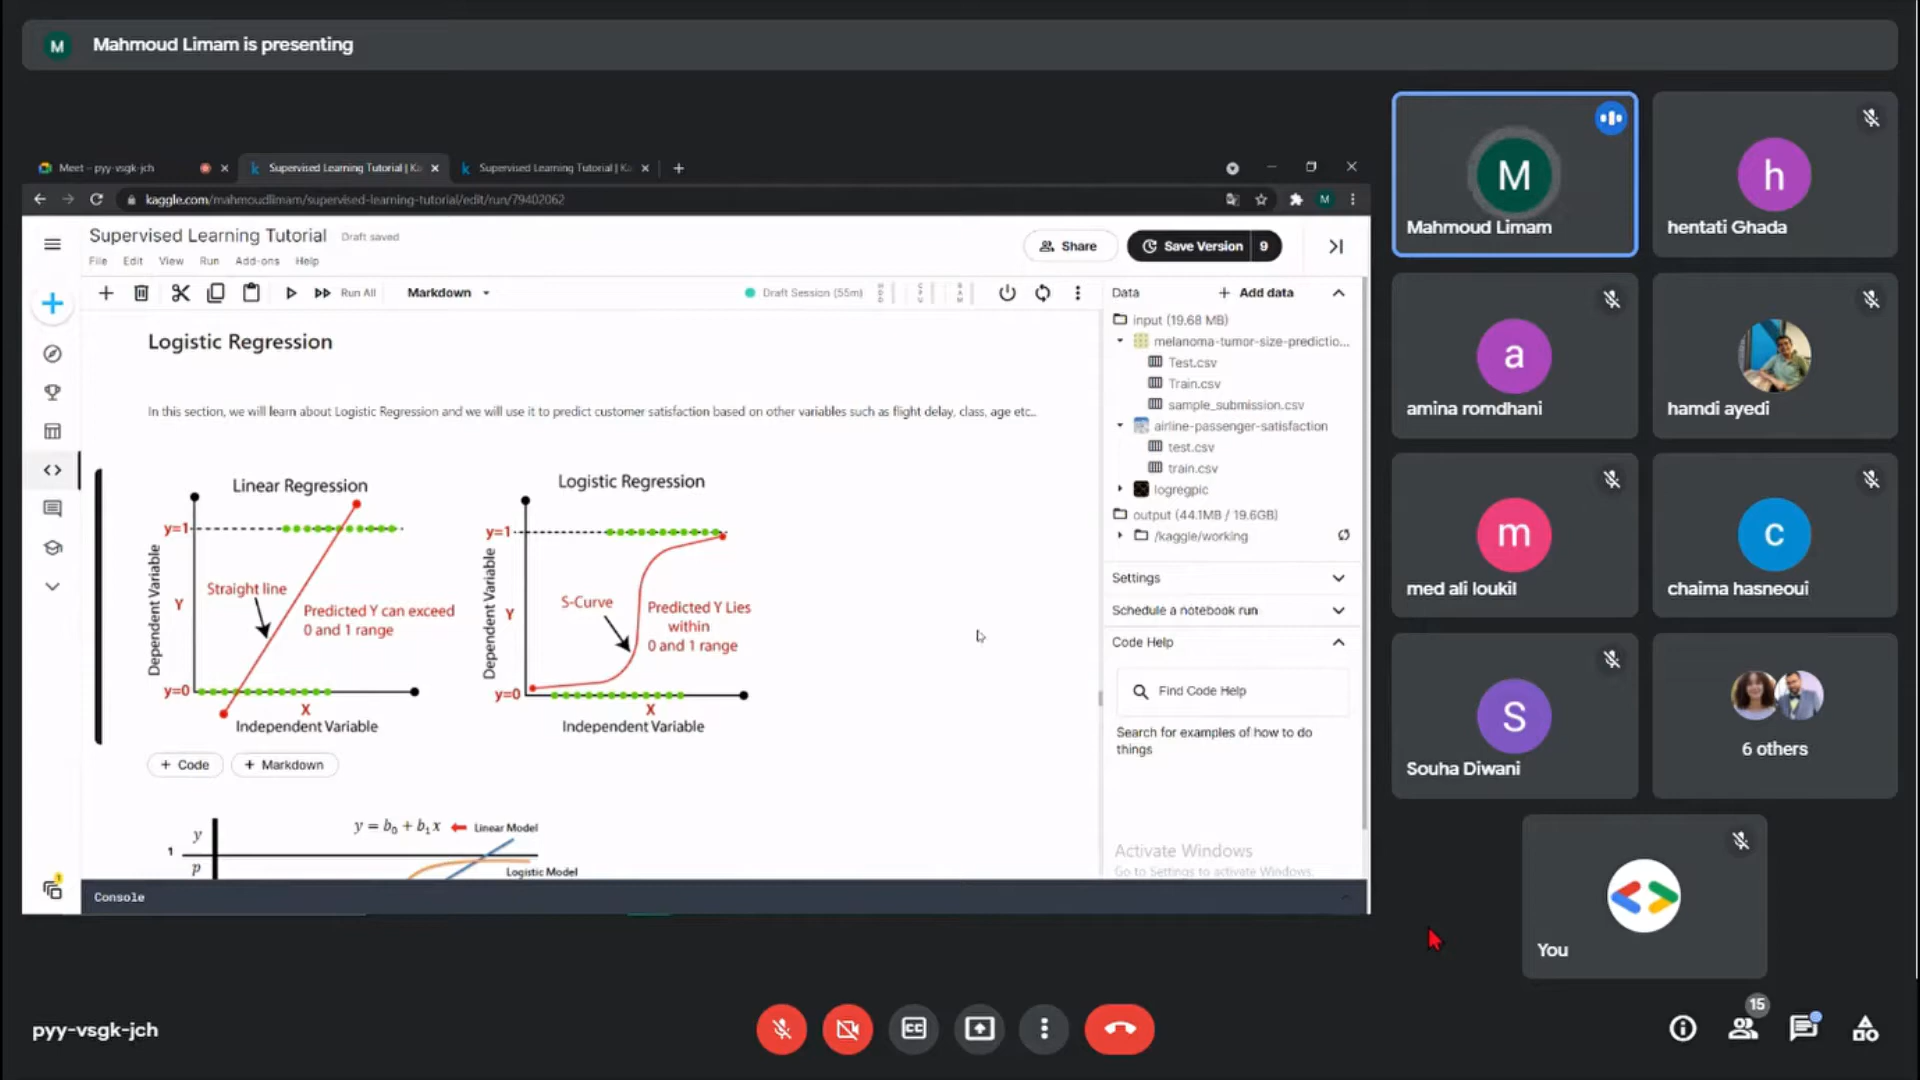 M
Mahmoud Limam is presenting
Meet – pyy-vsgk-jch
Supervised Learning Tutorial | Ka
Supervised Learning Tutorial | Ka
kaggle.com/mahmoudlimam/supervised-learning-tutorial/edit/run/79402062
M
Supervised Learning Tutorial
Draft saved
File Edit View Run Add-ons Help
Share
Save Version 9
Run All
Markdown
Draft Session (55m)
Logistic Regression
In this section, we will learn about Logistic Regression and we will use it to predict customer satisfaction based on other variables such as flight delay, class, age etc...
Linear Regression
y=1
Dependent Variable
Y
Straight line
Predicted Y can exceed
0 and 1 range
y=0
X
Independent Variable
Logistic Regression
y=1
Dependent Variable
Y
S-Curve
Predicted Y Lies
within
0 and 1 range
y=0
X
Independent Variable
+ Code
+ Markdown
y
1
p
y = b₀ + b₁x
Linear Model
Logistic Model
Console
Data
+ Add data
input (19.68 MB)
melanoma-tumor-size-predictio...
Test.csv
Train.csv
sample_submission.csv
airline-passenger-satisfaction
test.csv
train.csv
logregpic
output (44.1MB / 19.6GB)
/kaggle/working
Settings
Schedule a notebook run
Code Help
Find Code Help
Search for examples of how to do
things
Activate Windows
Go to Settings to activate Windows.
1
M
Mahmoud Limam
h
hentati Ghada
a
amina romdhani
hamdi ayedi
m
med ali loukil
c
chaima hasneoui
S
Souha Diwani
6 others
You
pyy-vsgk-jch
CC
15